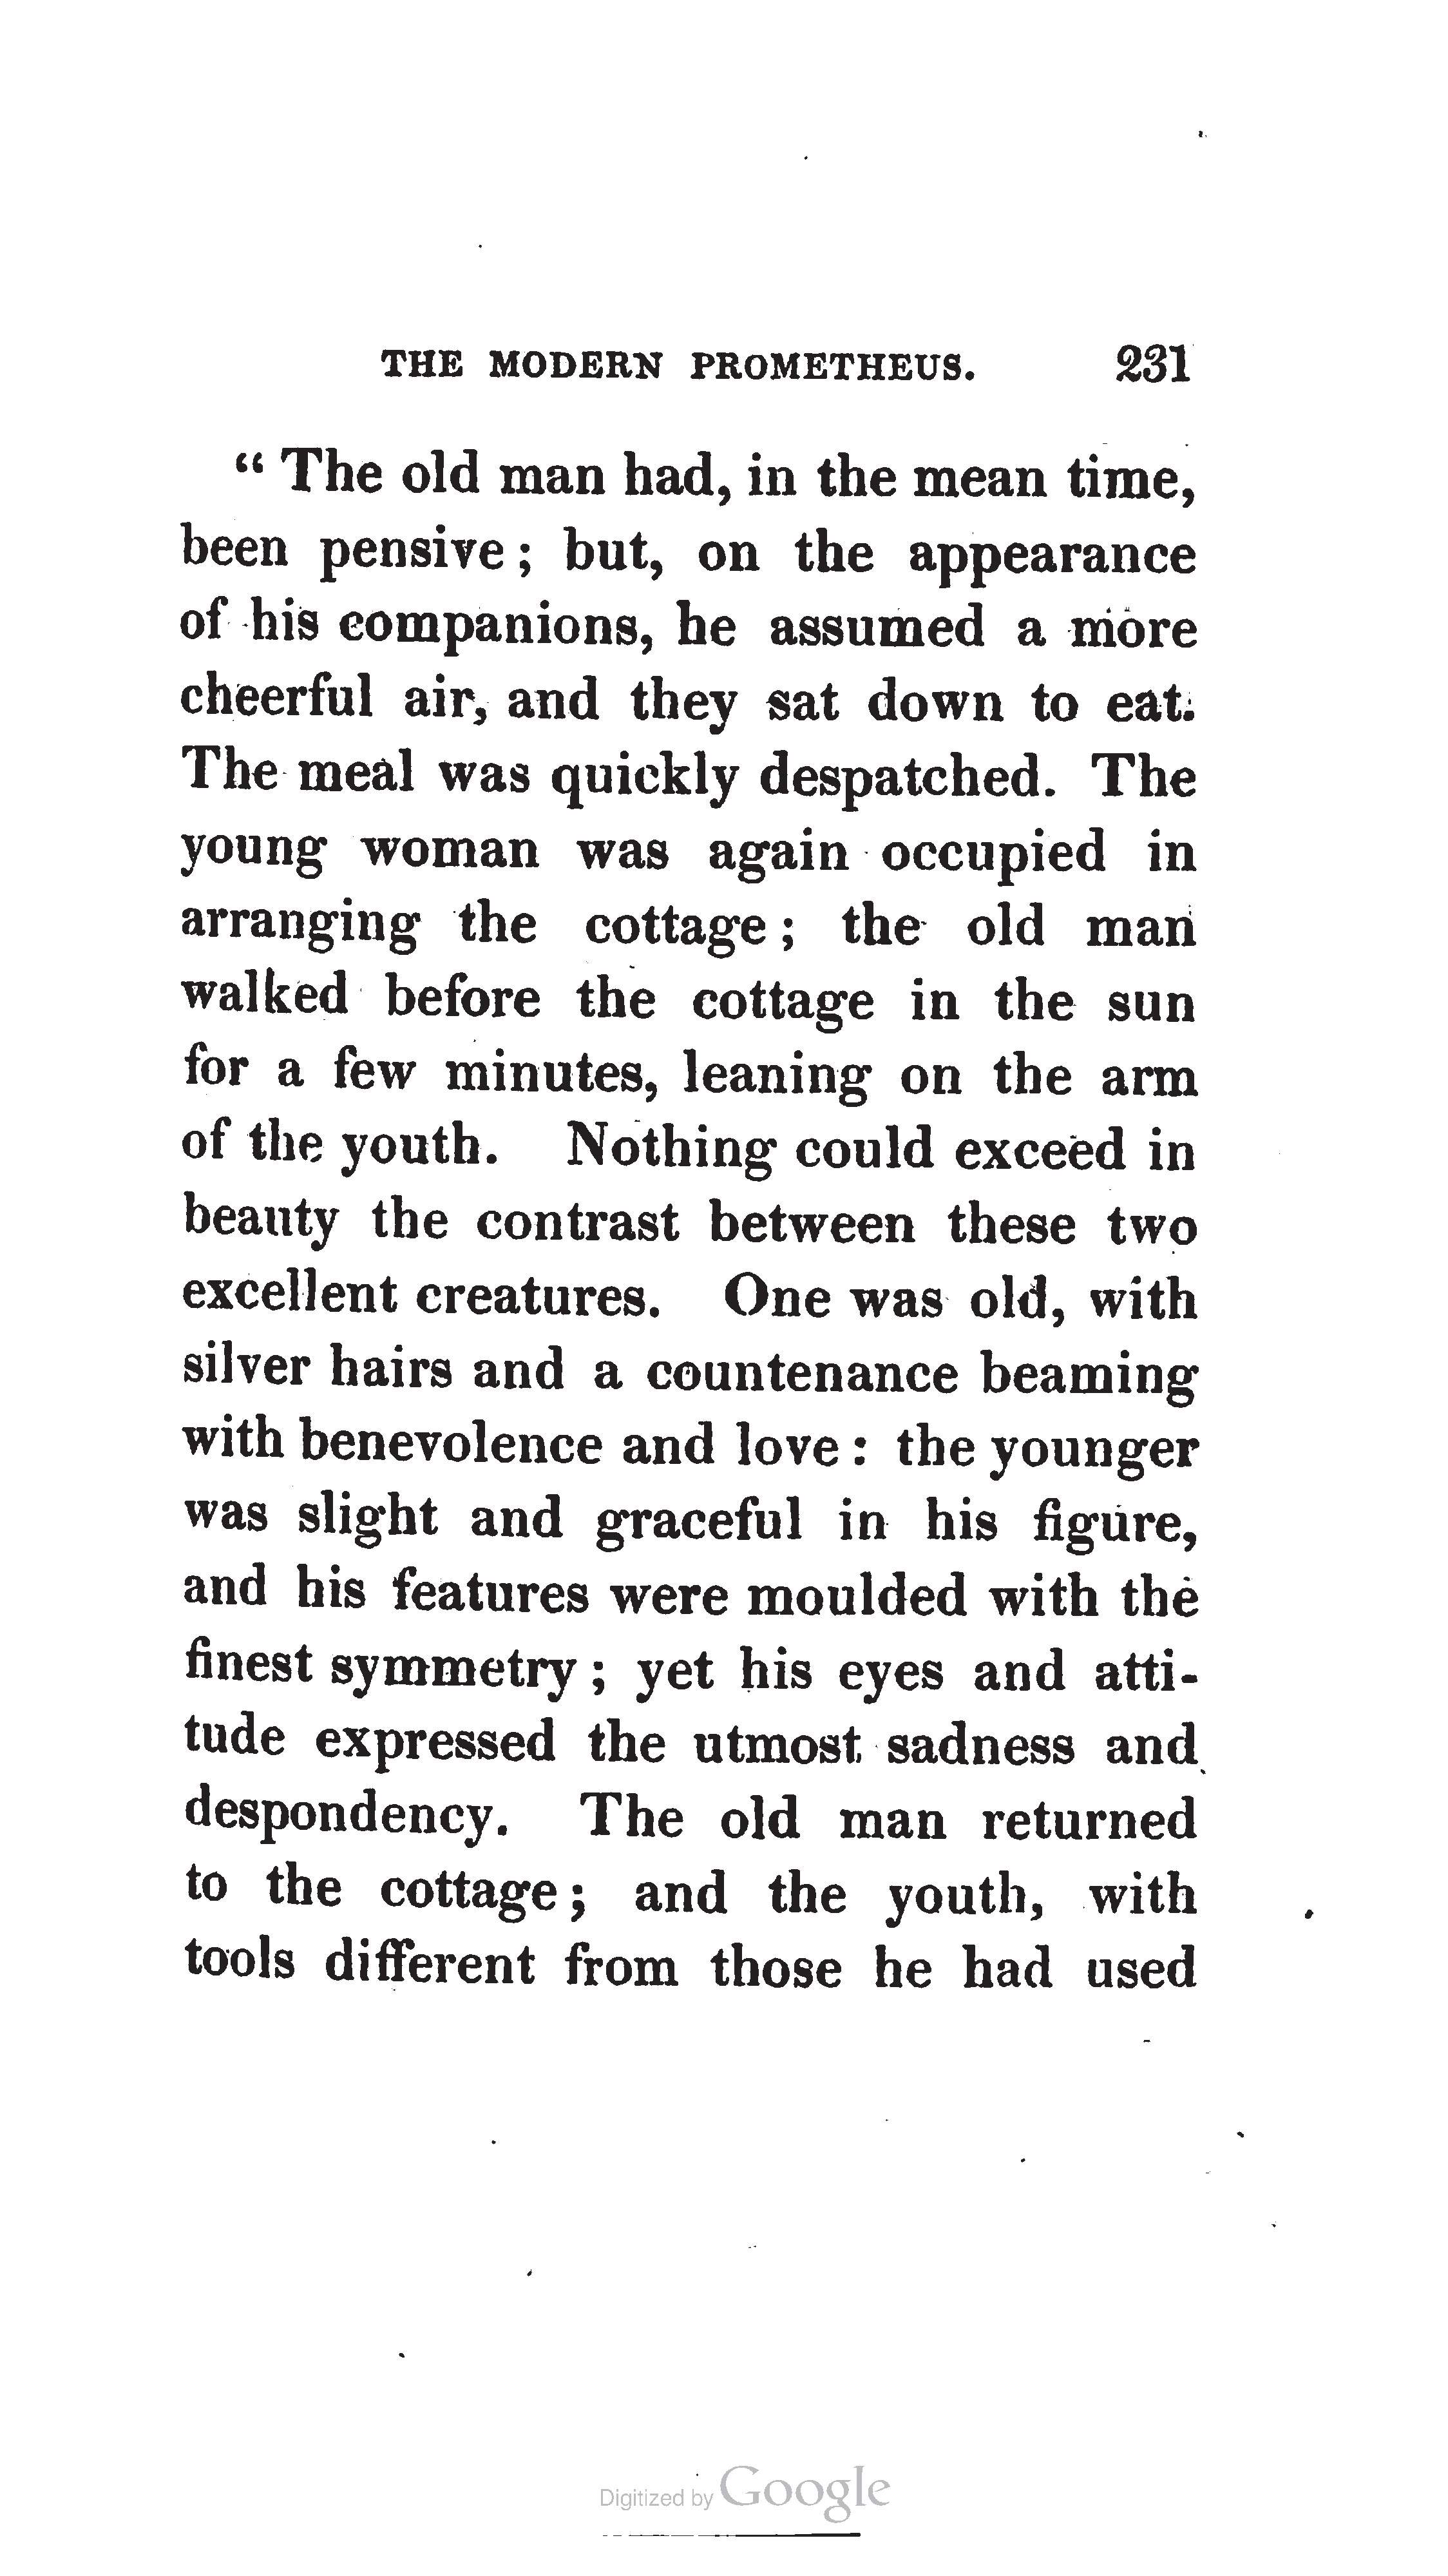 THE MODERN PROMETHEUS. 231
“ The old man had, in the mean time,
been pensive ; but, on the appearance
of his companions, he assumed a more
cheerful air, and they sat down to eat.
The meal was quickly despatched. The
young woman was again occupied in
arranging the cottage ; the old man
walked before the cottage in the sun
for a few minutes, leaning on the arm
of the youth. Nothing could exceed in
beauty the contrast between these two
excellent creatures. One was old, with
silver hairs and a countenance beaming
with benevolence and love : the younger
was slight and graceful in his figure,
and his features were moulded with the
finest symmetry ; yet his eyes and atti-
tude expressed the utmost sadness and
despondency. The old man returned
to the cottage ; and the youth, with
tools different from those he had used
Digitized by Google